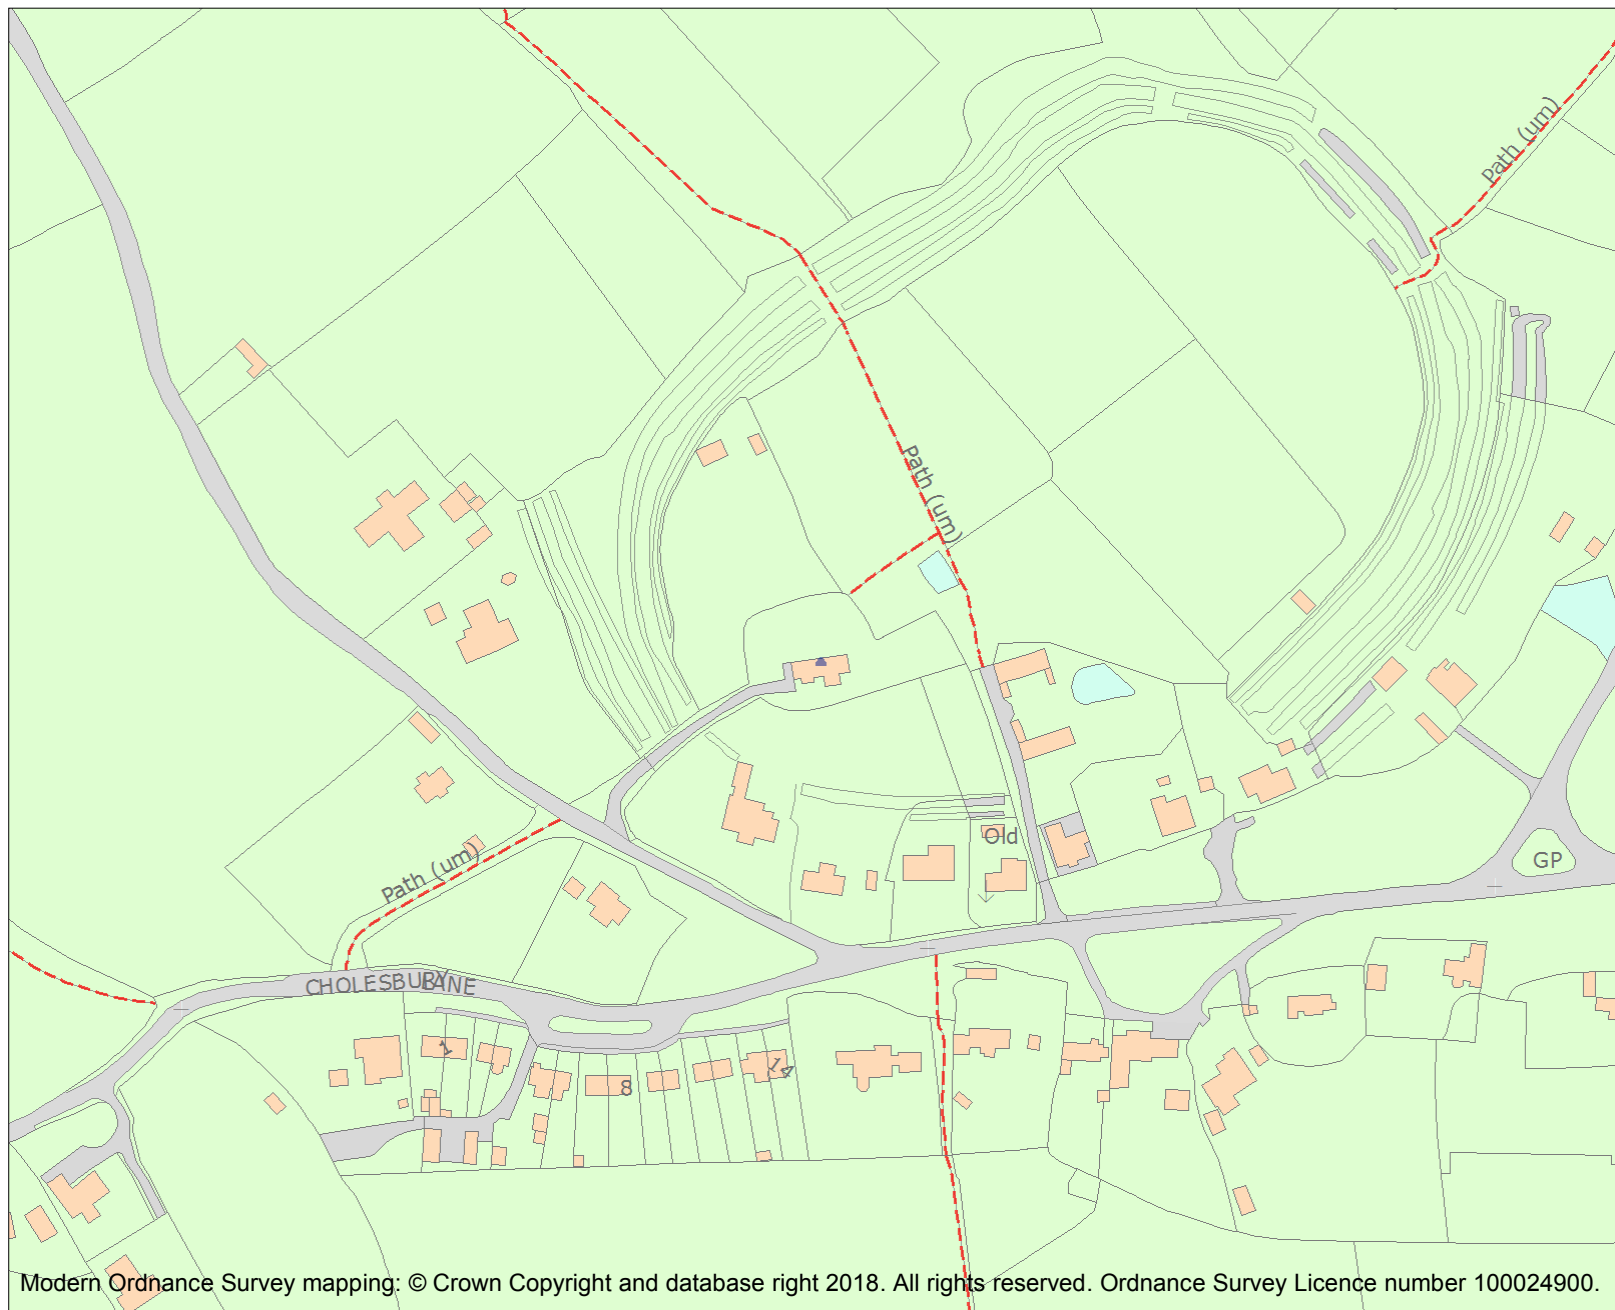 Path (um)
Path (um)
Old
GP
Path (um)
CHOLESBURY
LANE
1
14
8
Modern Ordnance Survey mapping: © Crown Copyright and database right 2018. All rights reserved. Ordnance Survey Licence number 100024900.